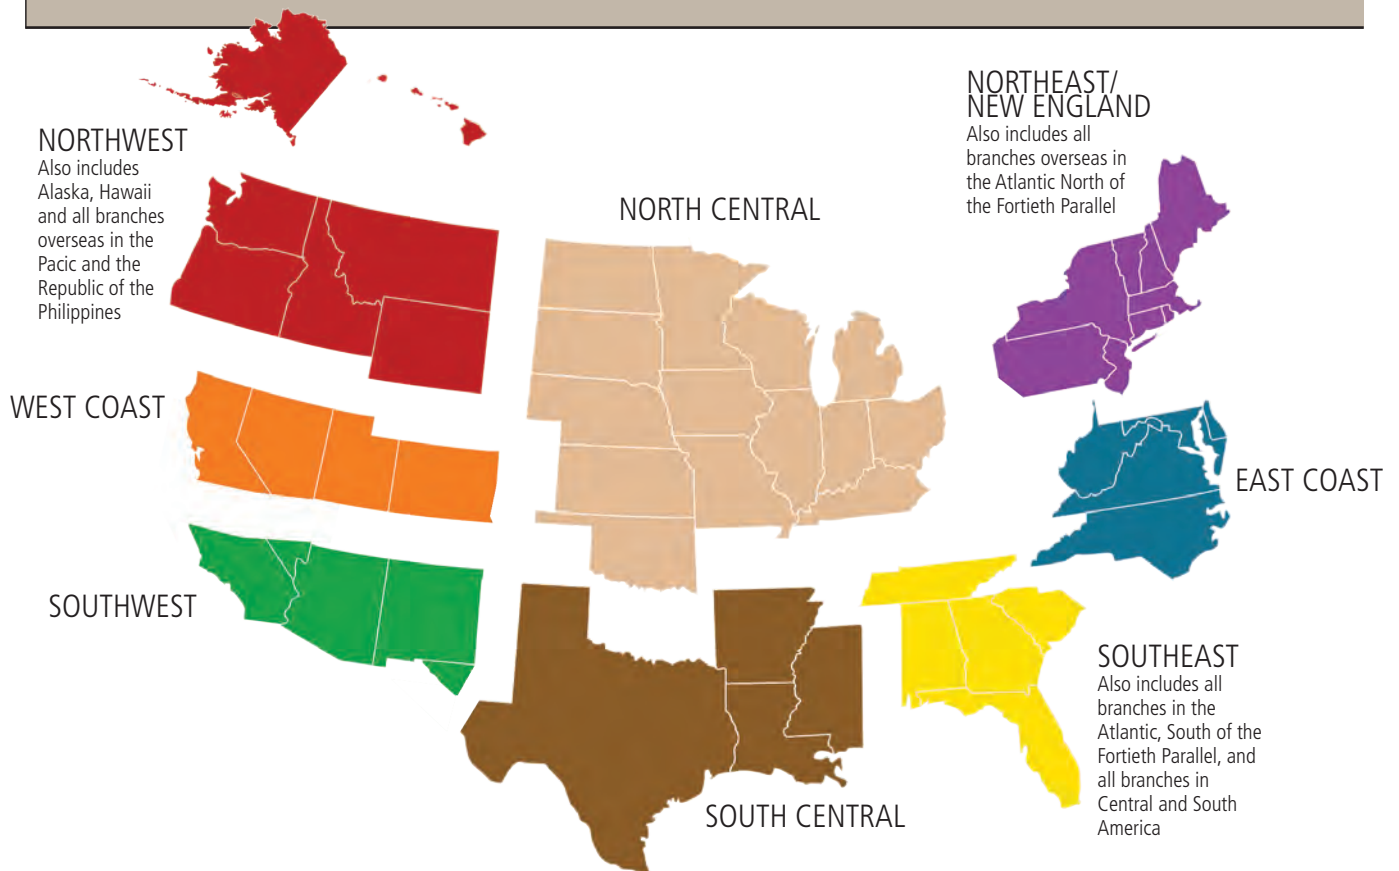 NORTHWEST
Also includes
Alaska, Hawaii
and all branches
overseas in the
Pacic and the
Republic of the
Philippines
NORTH CENTRAL
NORTHEAST/
NEW ENGLAND
Also includes all
branches overseas in
the Atlantic North of
the Fortieth Parallel
WEST COAST
EAST COAST
SOUTHWEST
SOUTH CENTRAL
SOUTHEAST
Also includes all
branches in the
Atlantic, South of the
Fortieth Parallel, and
all branches in
Central and South
America